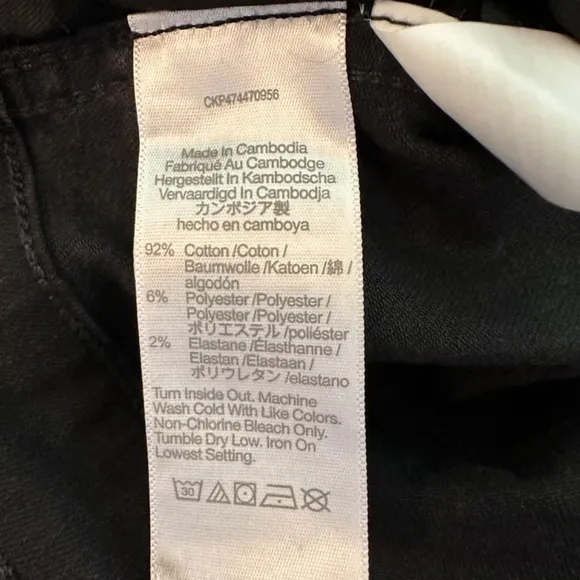 CKP474470956
Made In Cambodia
Fabriqué Au Cambodge
Hergestellt In Kambodscha
Vervaardigd In Cambodja
カンボジア製
hecho en camboya
92% Cotton /Coton /
Baumwolle /Katoen /綿 /
algodón
6% Polyester /Polyester /
Polyester /Polyester /
ポリエステル /poliéster
2% Elastane /Élasthanne /
Elastan /Elastaan /
ポリウレタン /elastano
Turn Inside Out. Machine
Wash Cold With Like Colors.
Non-Chlorine Bleach Only.
Tumble Dry Low. Iron On
Lowest Setting.
30